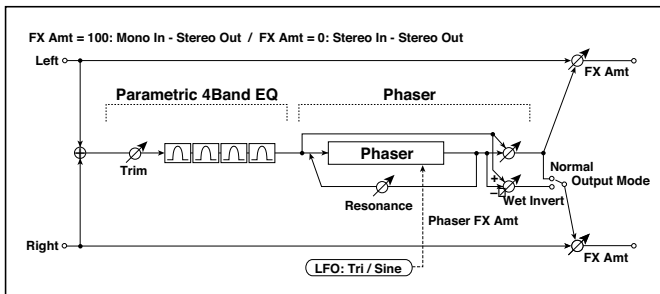 FX Amt = 100: Mono In - Stereo Out / FX Amt = 0: Stereo In - Stereo Out
Left
FX Amt
Parametric 4Band EQ
Phaser
Phaser
Trim
Resonance
+
−
Wet Invert
Normal
Output Mode
Phaser FX Amt
Right
FX Amt
LFO: Tri / Sine